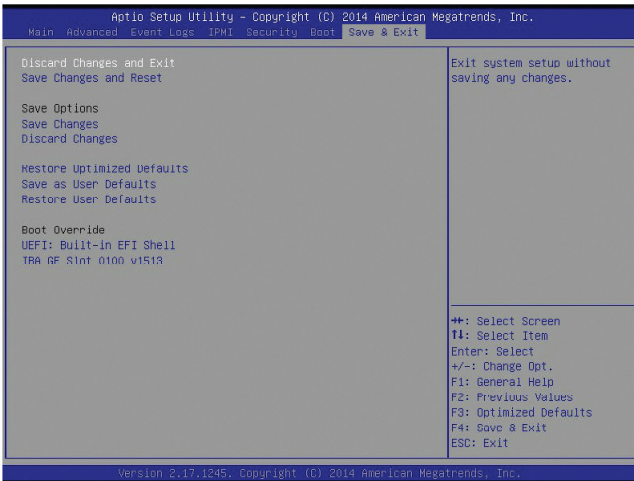 Aptio Setup Utility – Copyright (C) 2014 American Megatrends, Inc.
Main Advanced Event Logs IPMI Security Boot Save & Exit
Discard Changes and Exit
Save Changes and Reset
Save Options
Save Changes
Discard Changes
Restore Optimized Defaults
Save as User Defaults
Restore User Defaults
Boot Override
UEFI: Built-in EFI Shell
IBA GE Slot 0100 v1513
Exit system setup without
saving any changes.
→←: Select Screen
↑↓: Select Item
Enter: Select
+/-: Change Opt.
F1: General Help
F2: Previous Values
F3: Optimized Defaults
F4: Save & Exit
ESC: Exit
Version 2.17.1245. Copyright (C) 2014 American Megatrends, Inc.